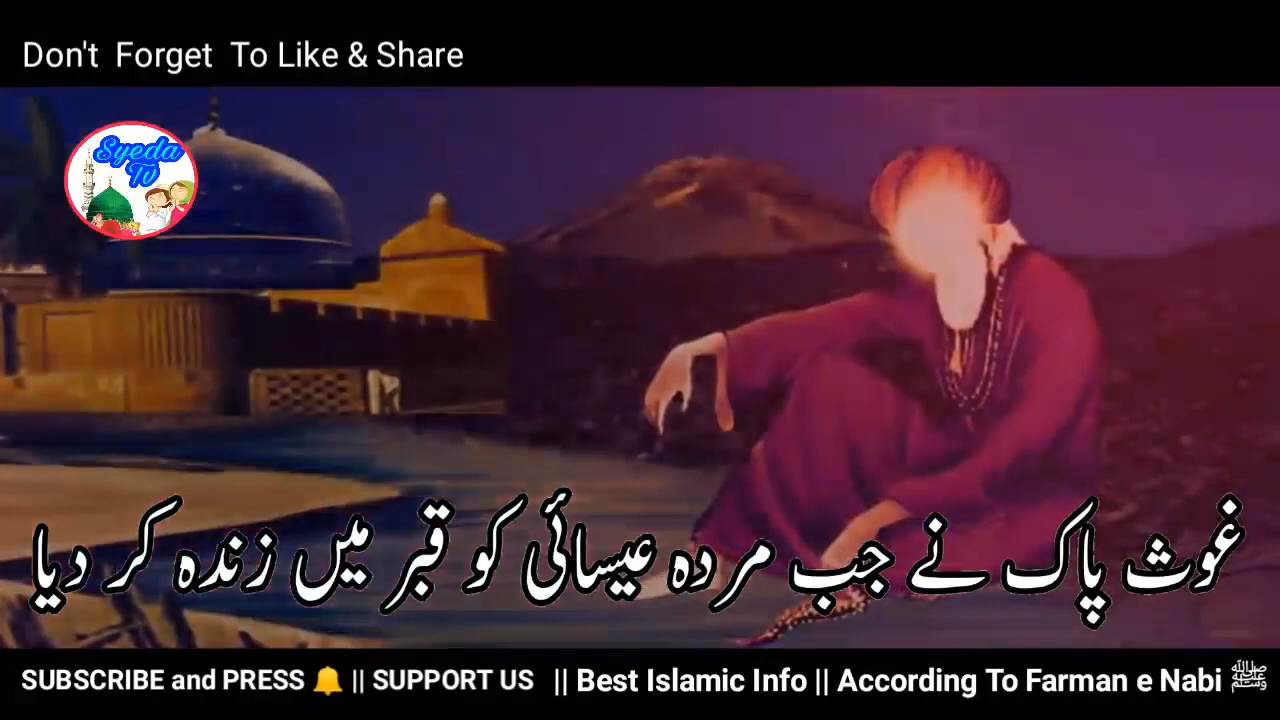 Don't Forget To Like & Share
Syeda
Tv
غوث پاک نے جب مردہ عیسائی کو قبر میں زندہ کر دیا
SUBSCRIBE and PRESS 🔔 || SUPPORT US || Best Islamic Info || According To Farman e Nabi ﷺ